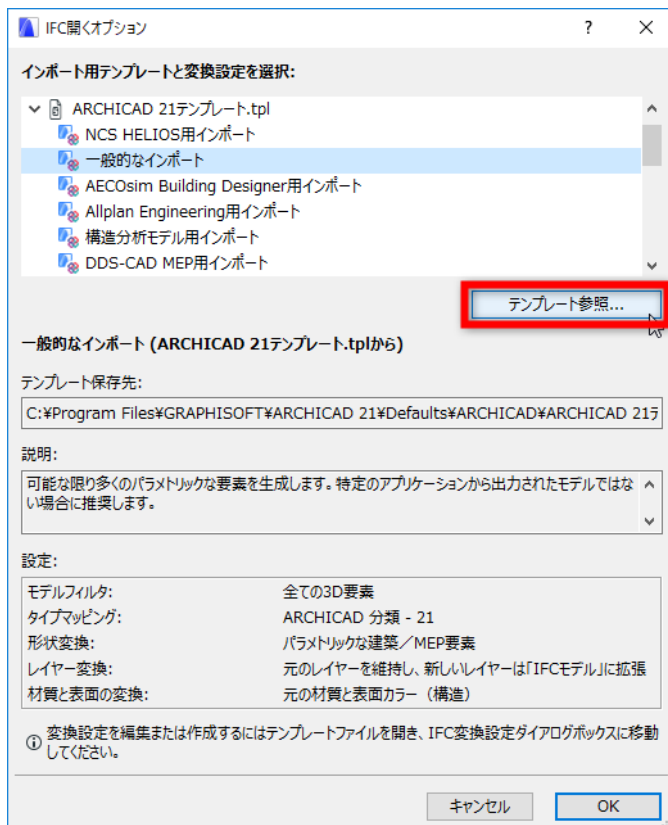 IFC開くオプション
?
インポート用テンプレートと変換設定を選択:
ARCHICAD 21テンプレート.tpl
NCS HELIOS用インポート
一般的なインポート
AECOsim Building Designer用インポート
Allplan Engineering用インポート
構造分析モデル用インポート
DDS-CAD MEP用インポート
テンプレート参照...
一般的なインポート (ARCHICAD 21テンプレート.tplから)
テンプレート保存先:
C:¥Program Files¥GRAPHISOFT¥ARCHICAD 21¥Defaults¥ARCHICAD¥ARCHICAD 21テ
説明:
可能な限り多くのパラメトリックな要素を生成します。特定のアプリケーションから出力されたモデルではな
い場合に推奨します。
設定:
モデルフィルタ: 全ての3D要素
タイプマッピング: ARCHICAD 分類 - 21
形状変換: パラメトリックな建築／MEP要素
レイヤー変換: 元のレイヤーを維持し、新しいレイヤーは「IFCモデル」に拡張
材質と表面の変換: 元の材質と表面カラー（構造）
変換設定を編集または作成するにはテンプレートファイルを開き、IFC変換設定ダイアログボックスに移動
してください。
キャンセル OK